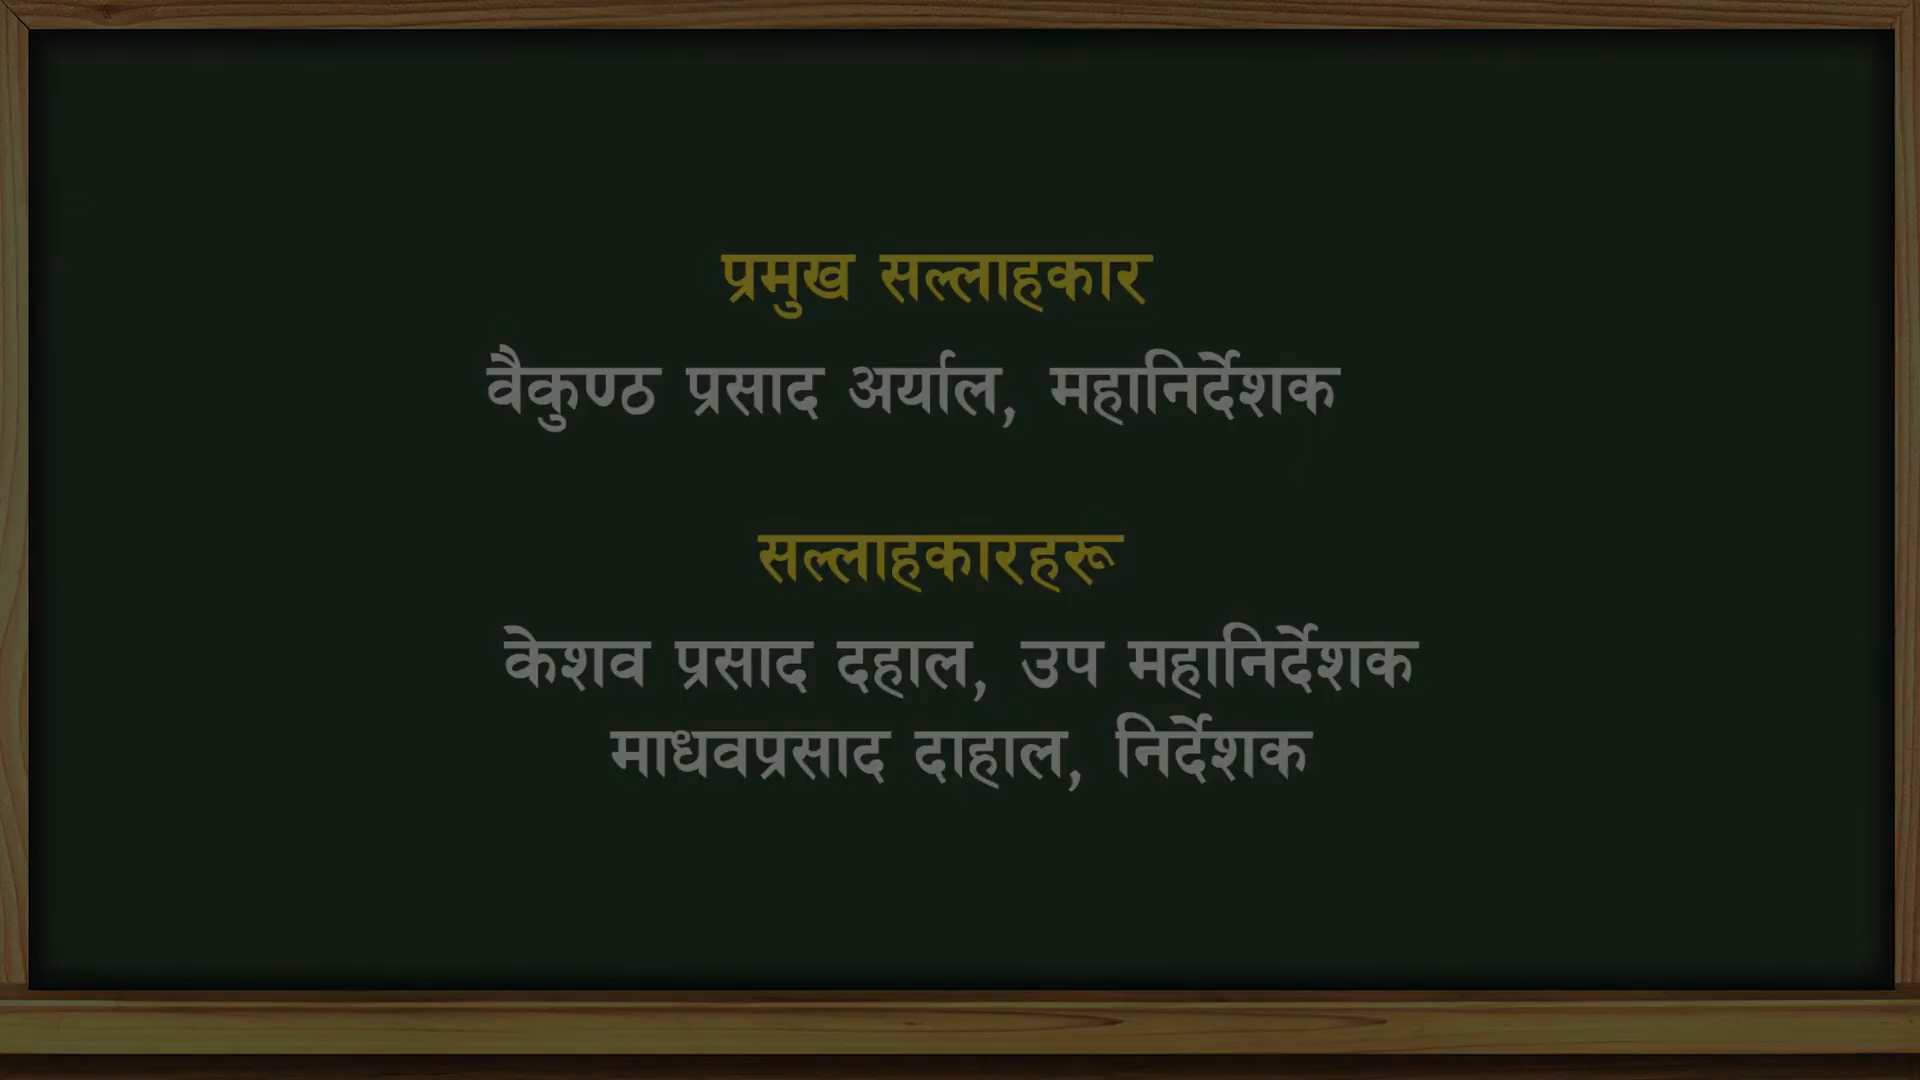 प्रमुख सल्लाहकार
वैकुण्ठ प्रसाद अर्याल, महानिर्देशक
सल्लाहकारहरू
केशव प्रसाद दहाल, उप महानिर्देशक
माधवप्रसाद दाहाल, निर्देशक